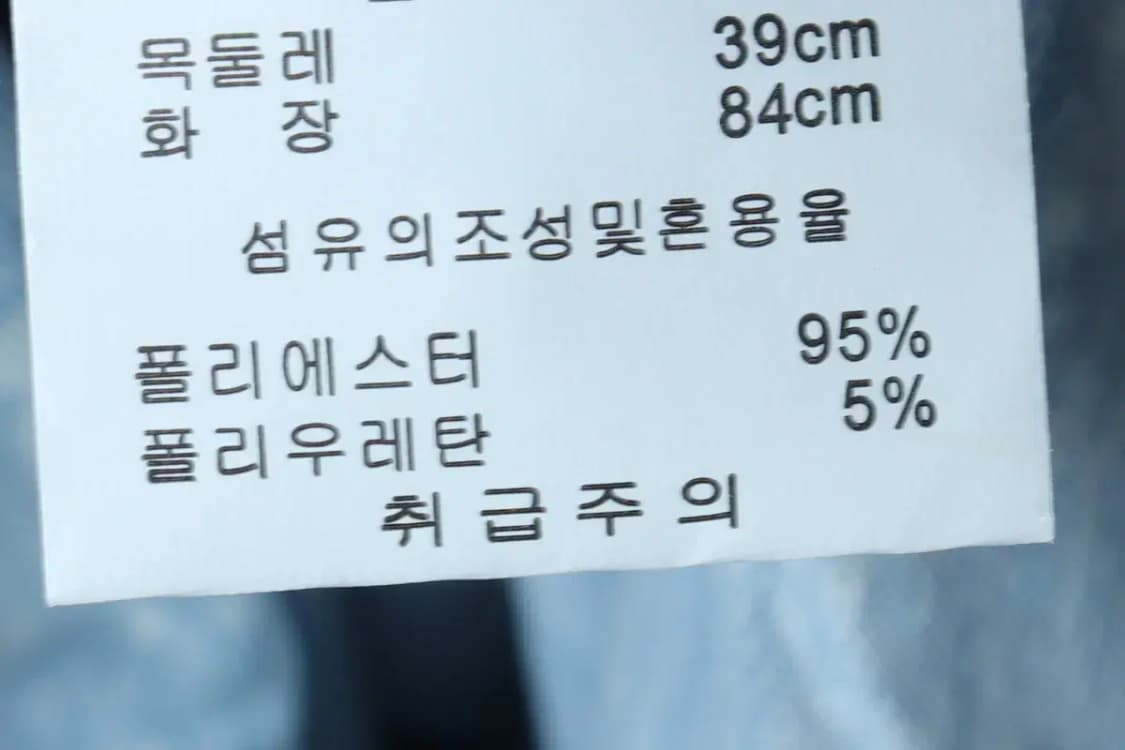 목둘레 39cm
화 장 84cm
섬유의조성및혼용율
폴리에스터 95%
폴리우레탄 5%
취급주의